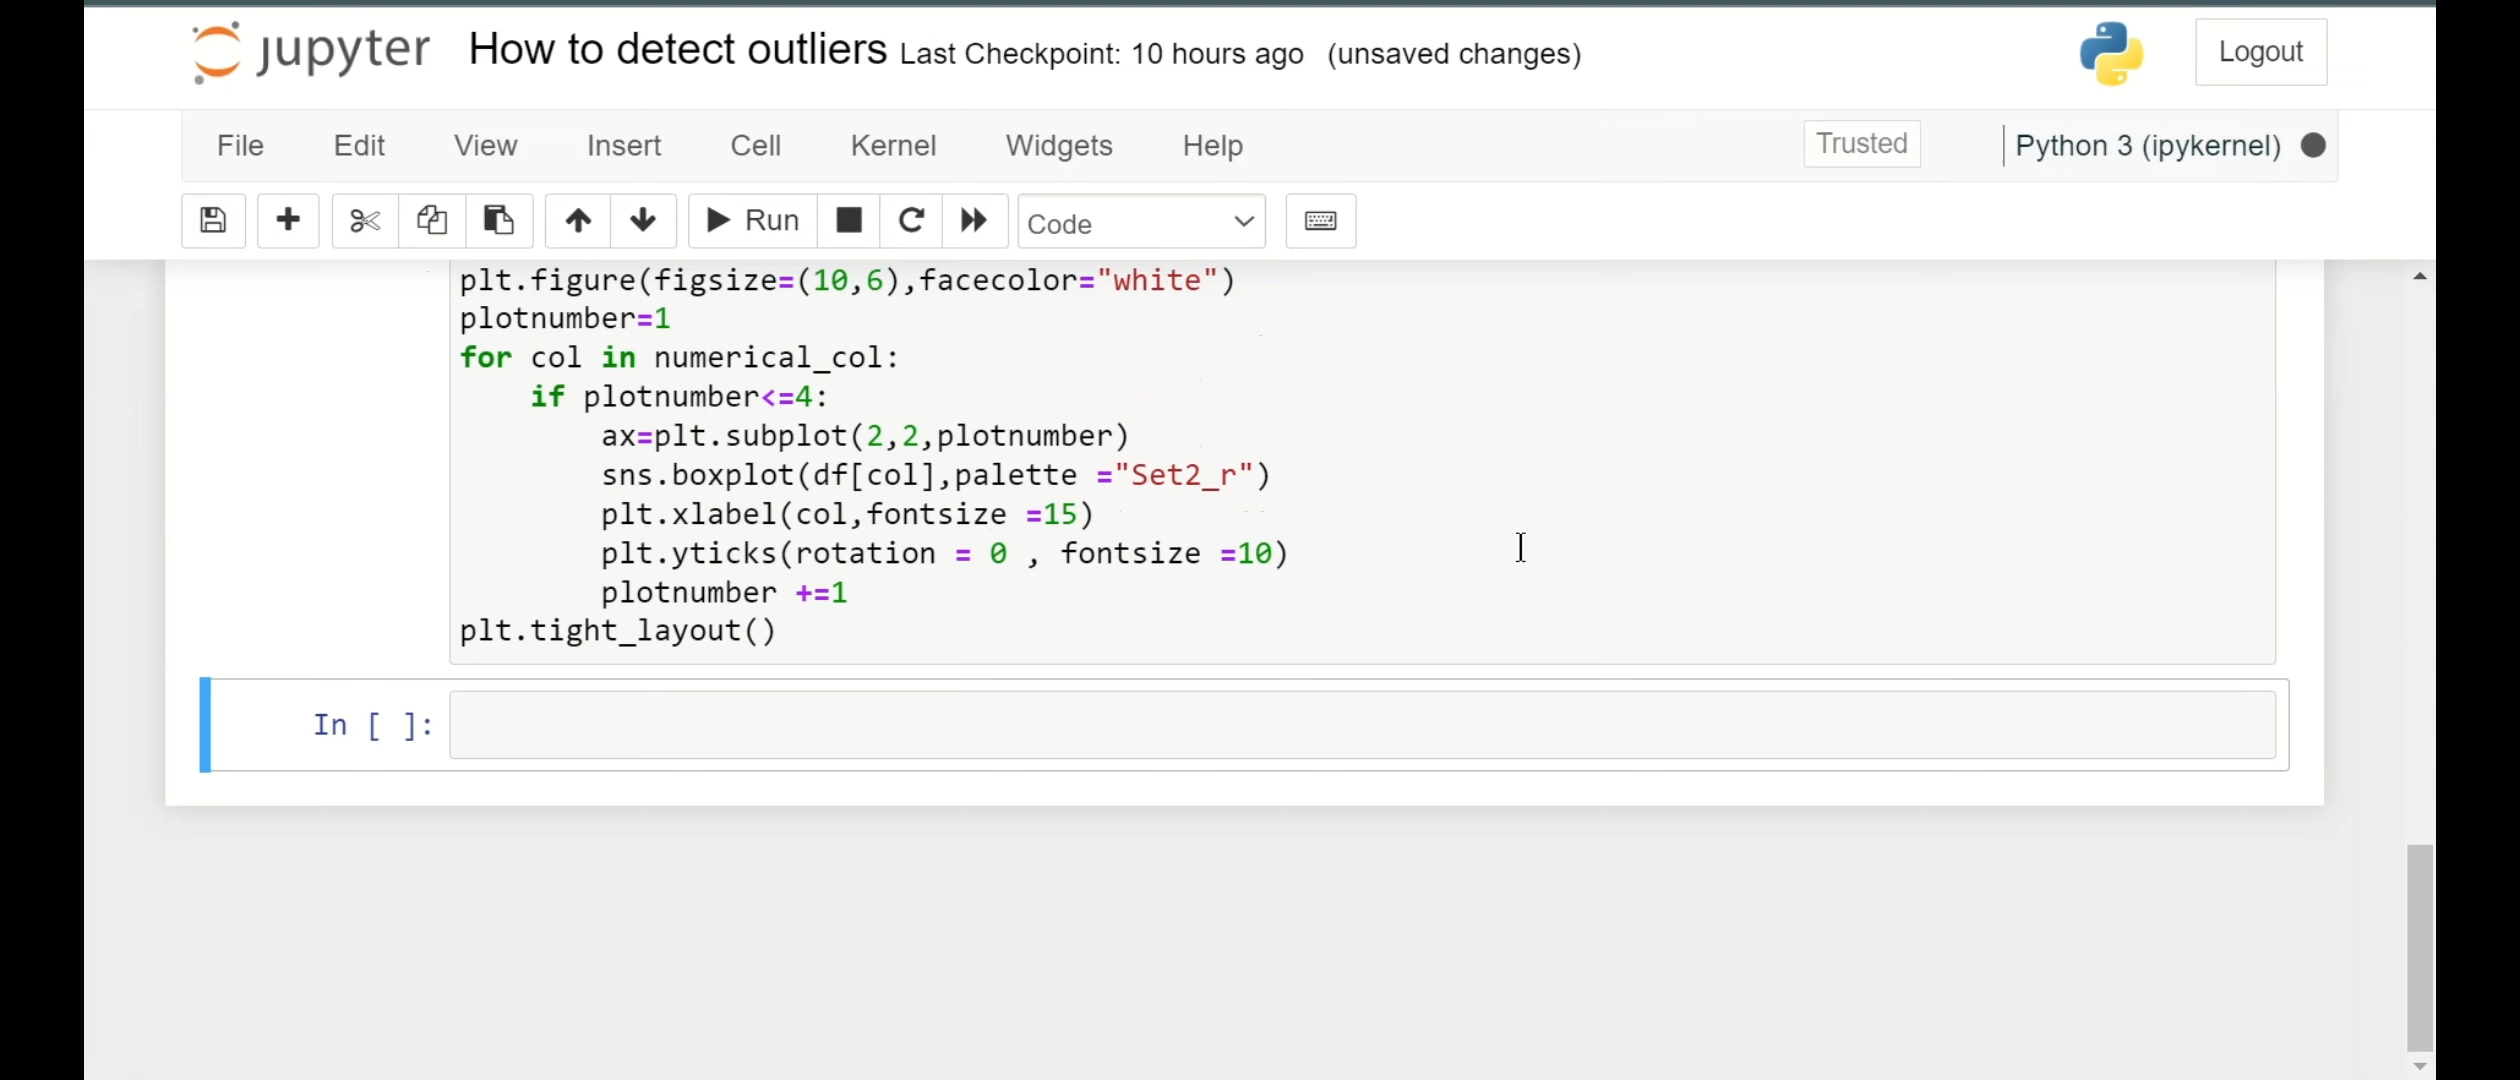 jupyter How to detect outliers Last Checkpoint: 10 hours ago (unsaved changes) Logout
File Edit View Insert Cell Kernel Widgets Help Trusted Python 3 (ipykernel)
Run Code
plt.figure(figsize=(10,6),facecolor="white")
plotnumber=1
for col in numerical_col:
    if plotnumber<=4:
        ax=plt.subplot(2,2,plotnumber)
        sns.boxplot(df[col],palette ="Set2_r")
        plt.xlabel(col,fontsize =15)
        plt.yticks(rotation = 0 , fontsize =10)
        plotnumber +=1
plt.tight_layout()
In [ ]: